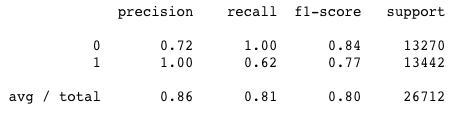 precision recall f1-score support
0 0.72 1.00 0.84 13270
1 1.00 0.62 0.77 13442
avg / total 0.86 0.81 0.80 26712